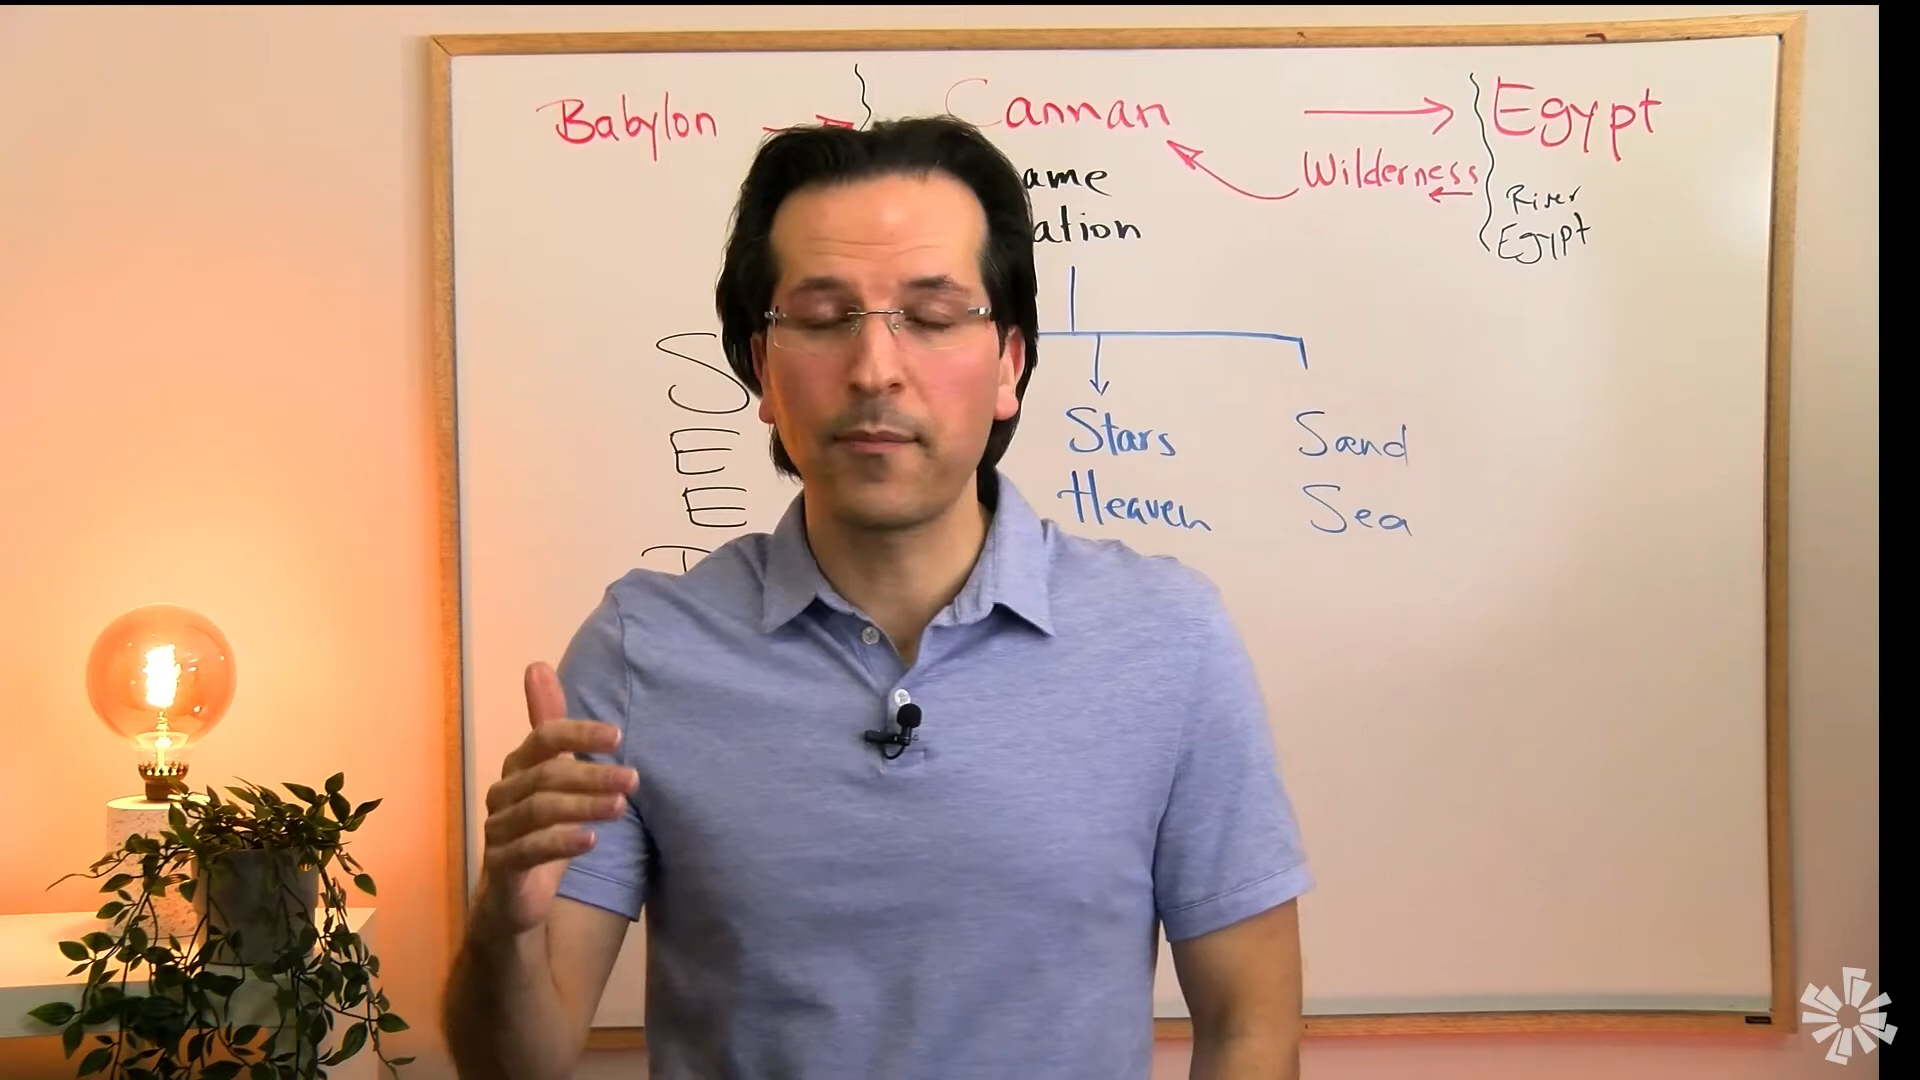 Babylon
Cannan
Egypt
Wilderness
River
Egypt
S
E
E
Stars
Heaven
Sand
Sea